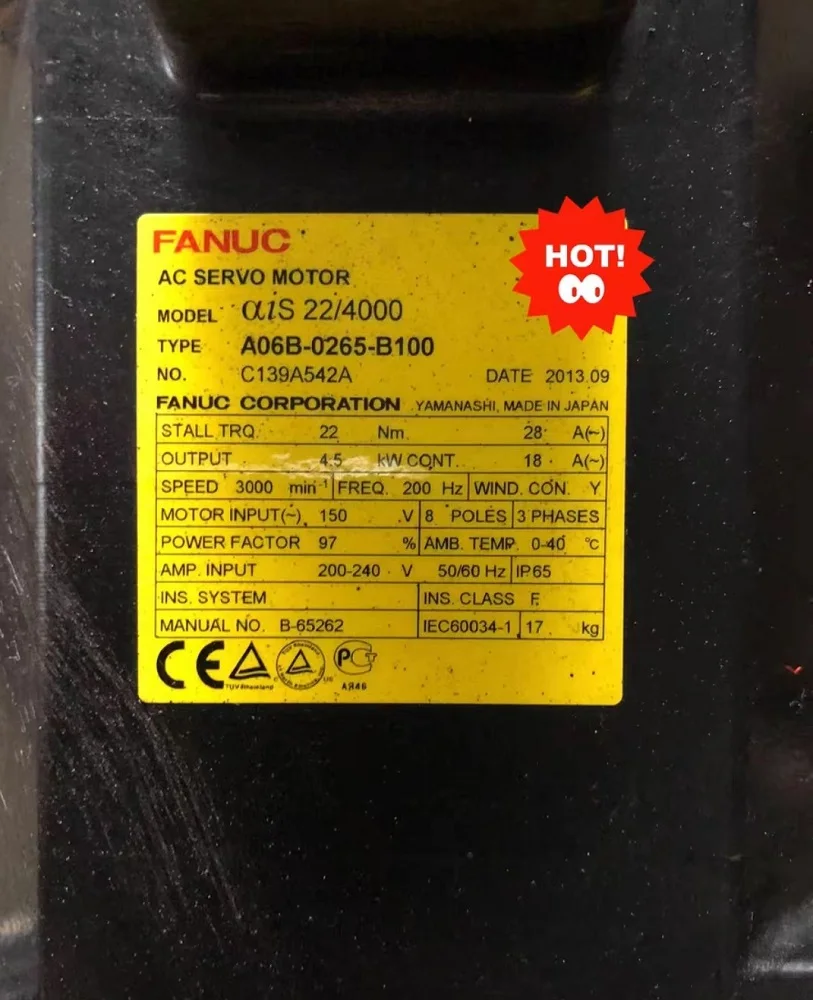 FANUC
HOT!
AC SERVO MOTOR
MODEL αiS 22/4000
TYPE A06B-0265-B100
NO. C139A542A DATE 2013.09
FANUC CORPORATION YAMANASHI, MADE IN JAPAN
STALL TRQ. 22 Nm 28 A(~)
OUTPUT 4.5 kW CONT. 18 A(~)
SPEED 3000 min⁻¹ FREQ. 200 Hz WIND. CON. Y
MOTOR INPUT(~) 150 V 8 POLES 3 PHASES
POWER FACTOR 97 % AMB. TEMP. 0-40 °C
AMP. INPUT 200-240 V 50/60 Hz IP65
INS. SYSTEM INS. CLASS F
MANUAL NO. B-65262 IEC60034-1 17 kg
CE PCT
TUV Rheinland C US АЯ46